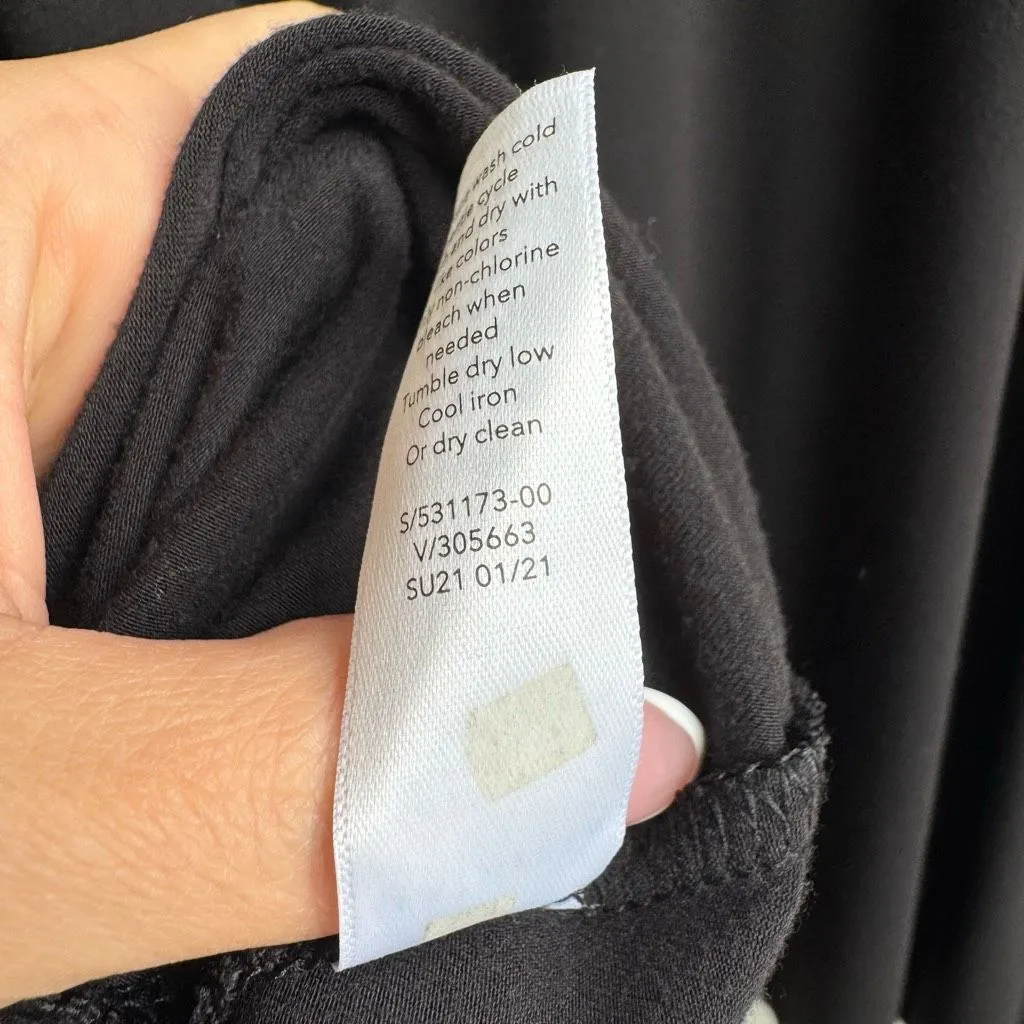 wash cold
cycle
and dry with
colors
non-chlorine
bleach when
needed
Tumble dry low
Cool iron
Or dry clean
S/531173-00
V/305663
SU21 01/21